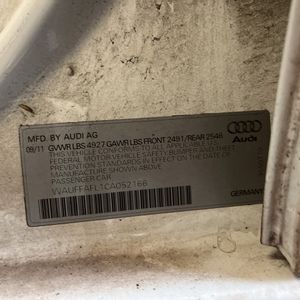 MFD. BY AUDI AG
09/11 GVWR LBS 4927 GAWR LBS FRONT 2491/REAR 2546
THIS VEHICLE CONFORMS TO ALL APPLICABLE
FEDERAL MOTOR VEHICLE SAFETY, BUMPER AND THEFT
PREVENTION STANDARDS IN EFFECT ON THE DATE OF
MANUFACTURE SHOWN ABOVE
PASSENGER CAR
WAUFFAFL1CA052166
Audi
GERMANY